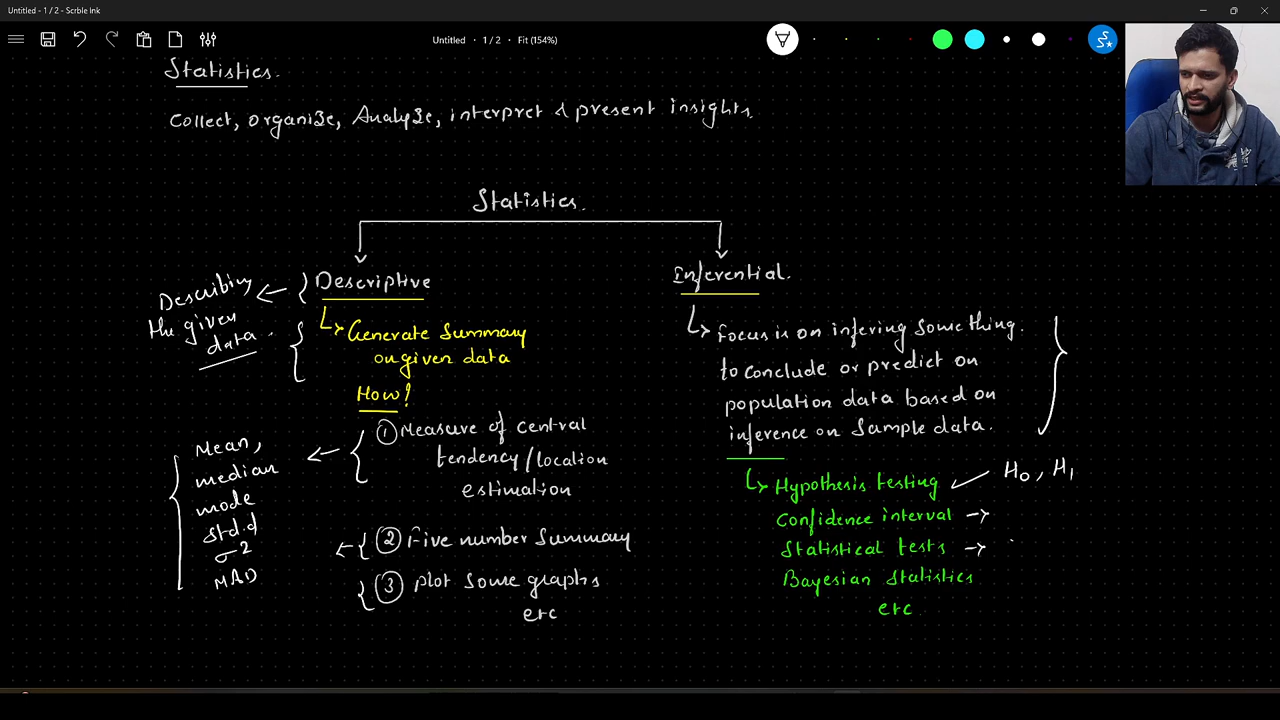 Untitled - 1 / 2 - Scrble Ink
Untitled • 1 / 2 • Fit (154%)
Statistics.
Collect, organize, Analyze, interpret & present insights.
Statistics.
Descriptive
Describing
the given
data.
Generate Summary
on given data
How?
① Measure of central
tendency/location
estimation
Mean,
median
mode
std.d
σ²
MAD
② Five number Summary
③ plot some graphs
etc
Inferential.
Focus is on infering something.
to conclude or predict on
population data based on
inference on Sample data.
Hypothesis testing
H₀, H₁
Confidence interval →
Statistical tests →
Bayesian Statistics
etc.